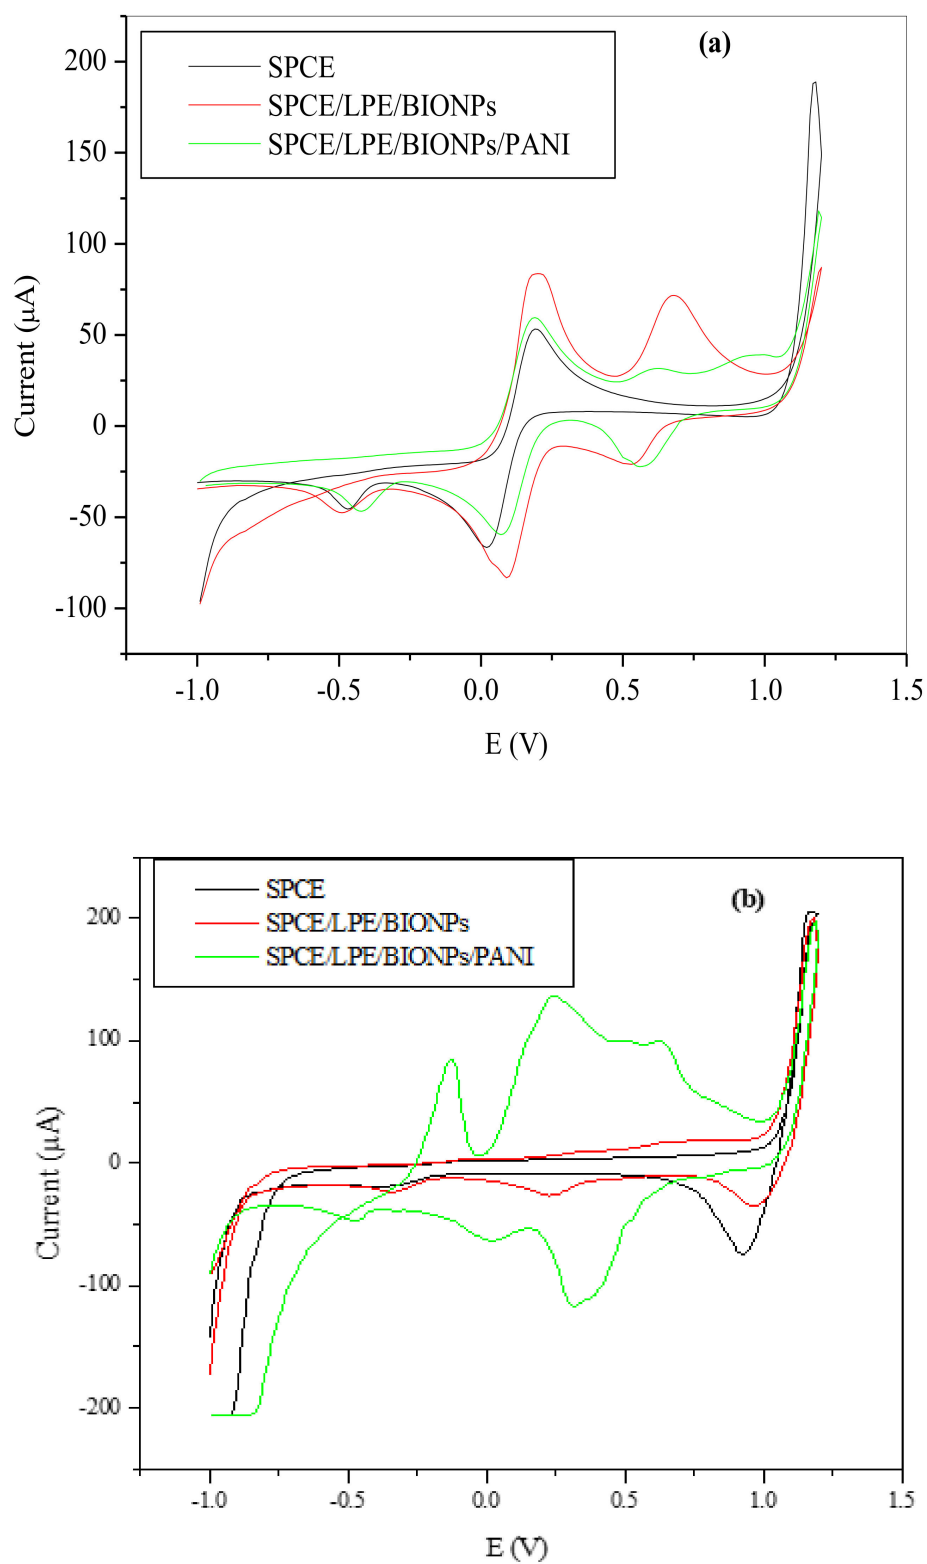 (a)
SPCE
SPCE/LPE/BIONPs
SPCE/LPE/BIONPs/PANI
200
150
100
50
0
-50
-100
Current (μA)
-1.0 -0.5 0.0 0.5 1.0 1.5
E (V)
(b)
SPCE
SPCE/LPE/BIONPs
SPCE/LPE/BIONPs/PANI
200
100
0
-100
-200
Current (μA)
-1.0 -0.5 0.0 0.5 1.0 1.5
E (V)